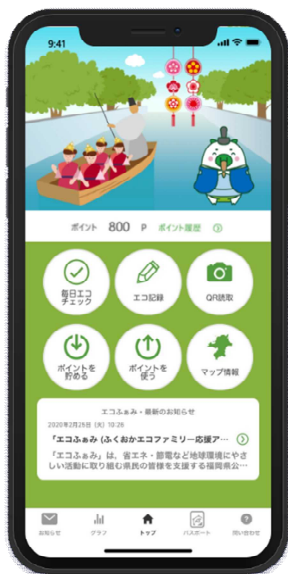 9:41
ポイント 800 P ポイント履歴
毎日エコ
チェック
エコ記録
QR読取
ポイントを
貯める
ポイントを
使う
マップ情報
エコふぁみ・最新のお知らせ
2020年2月25日 (火) 10:26
「エコふぁみ (ふくおかエコファミリー応援ア…
「エコふぁみ」は、省エネ・節電など地球環境にやさ
しい活動に取り組む県民の皆様を支援する福岡県公…
お知らせ
グラフ
トップ
パスポート
問い合わせ